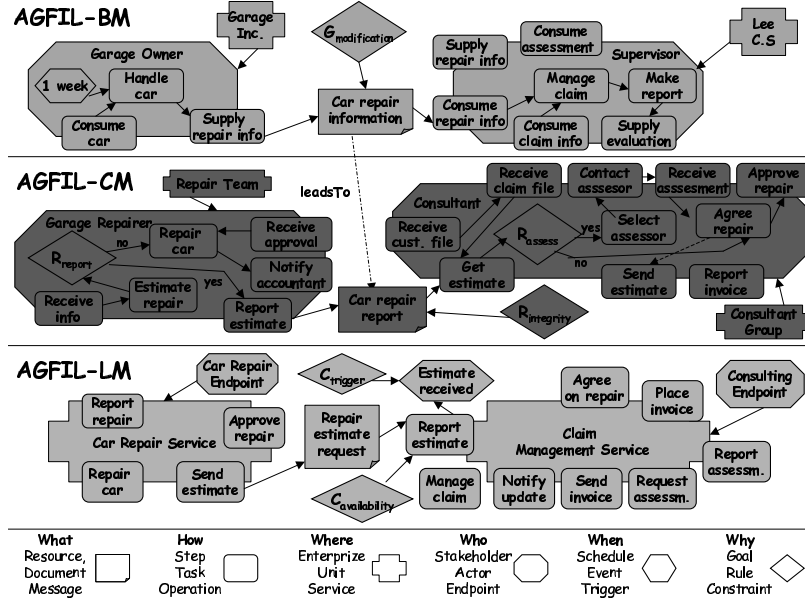 AGFIL-BM
Garage
Inc.
Garage Owner
1 week
Handle
car
Consume
car
Supply
repair info
Gmodification
Car repair
information
Supply
repair info
Consume
assessment
Supervisor
Lee
C.S
Manage
claim
Make
report
Consume
repair info
Consume
claim info
Supply
evaluation
AGFIL-CM
Repair Team
Garage Repairer
Rreport
no
yes
Repair
car
Receive
approval
Notify
accountant
Estimate
repair
Receive
info
Report
estimate
leadsTo
Car repair
report
Rintegrity
Consultant
Receive
claim file
Contact
asssesor
Receive
asssesment
Approve
repair
Receive
cust. file
Rassess
yes
no
Select
assessor
Agree
repair
Get
estimate
Send
estimate
Report
invoice
Consultant
Group
AGFIL-LM
Car Repair
Endpoint
Report
repair
Approve
repair
Car Repair Service
Repair
car
Send
estimate
Ctrigger
Estimate
received
Repair
estimate
request
Report
estimate
Cavailability
Agree
on repair
Place
invoice
Consulting
Endpoint
Claim
Management Service
Report
assessm.
Manage
claim
Notify
update
Send
invoice
Request
assessm.
What
Resource,
Document
Message
How
Step
Task
Operation
Where
Enterprize
Unit
Service
Who
Stakeholder
Actor
Endpoint
When
Schedule
Event
Trigger
Why
Goal
Rule
Constraint